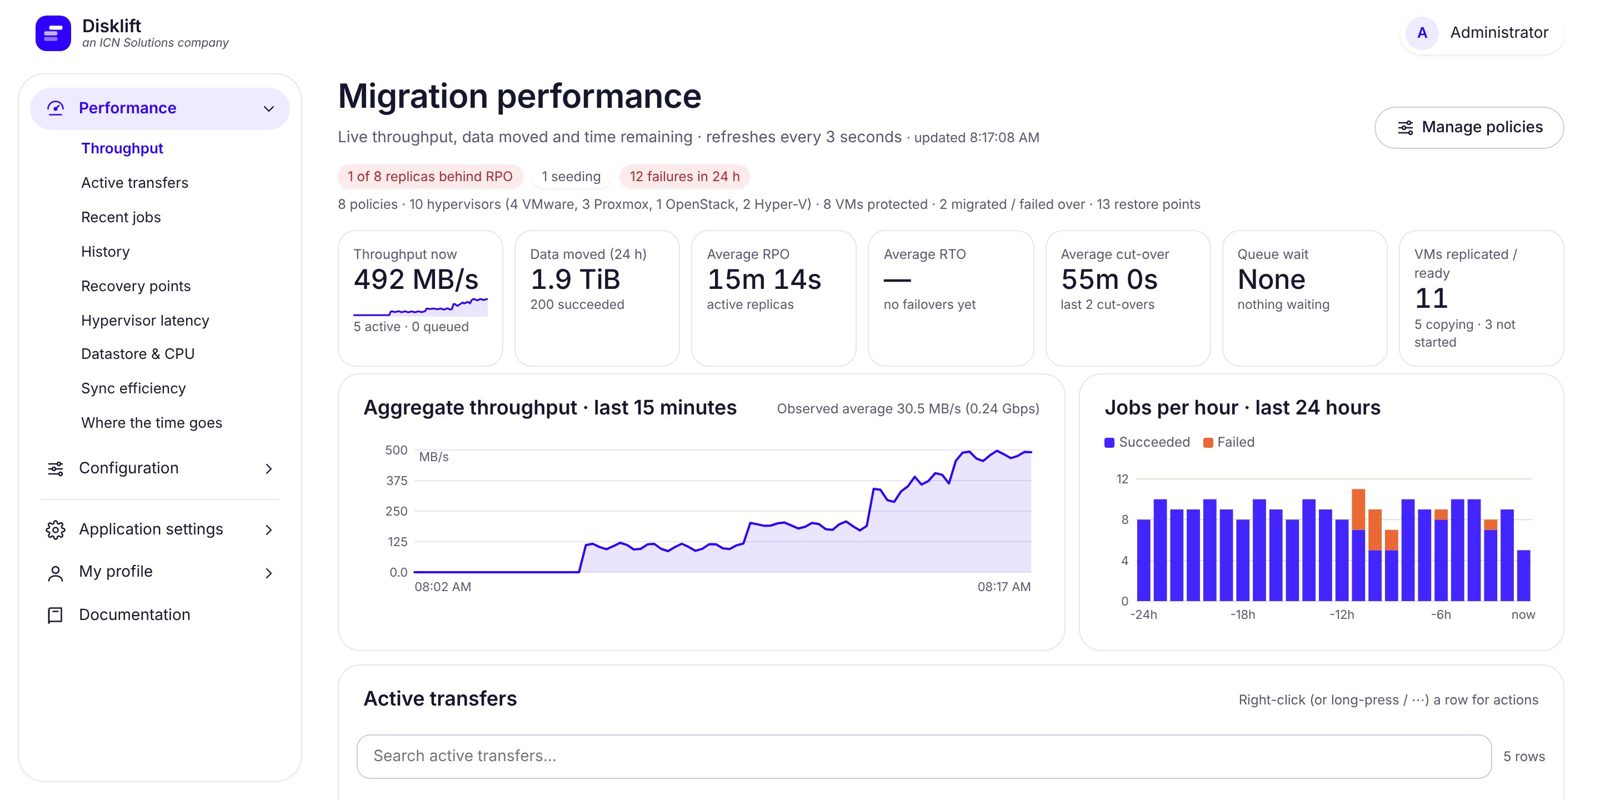 Disklift
an ICN Solutions company
A Administrator
Performance
Throughput
Active transfers
Recent jobs
History
Recovery points
Hypervisor latency
Datastore & CPU
Sync efficiency
Where the time goes
Configuration
Application settings
My profile
Documentation
Migration performance
Live throughput, data moved and time remaining · refreshes every 3 seconds · updated 8:17:08 AM
Manage policies
1 of 8 replicas behind RPO
1 seeding
12 failures in 24 h
8 policies · 10 hypervisors (4 VMware, 3 Proxmox, 1 OpenStack, 2 Hyper-V) · 8 VMs protected · 2 migrated / failed over · 13 restore points
Throughput now
492 MB/s
5 active · 0 queued
Data moved (24 h)
1.9 TiB
200 succeeded
Average RPO
15m 14s
active replicas
Average RTO
—
no failovers yet
Average cut-over
55m 0s
last 2 cut-overs
Queue wait
None
nothing waiting
VMs replicated /
ready
11
5 copying · 3 not
started
Aggregate throughput · last 15 minutes
Observed average 30.5 MB/s (0.24 Gbps)
MB/s
500
375
250
125
0.0
08:02 AM
08:17 AM
Jobs per hour · last 24 hours
Succeeded
Failed
12
8
4
0
-24h
-18h
-12h
-6h
now
Active transfers
Right-click (or long-press / ···) a row for actions
Search active transfers...
5 rows